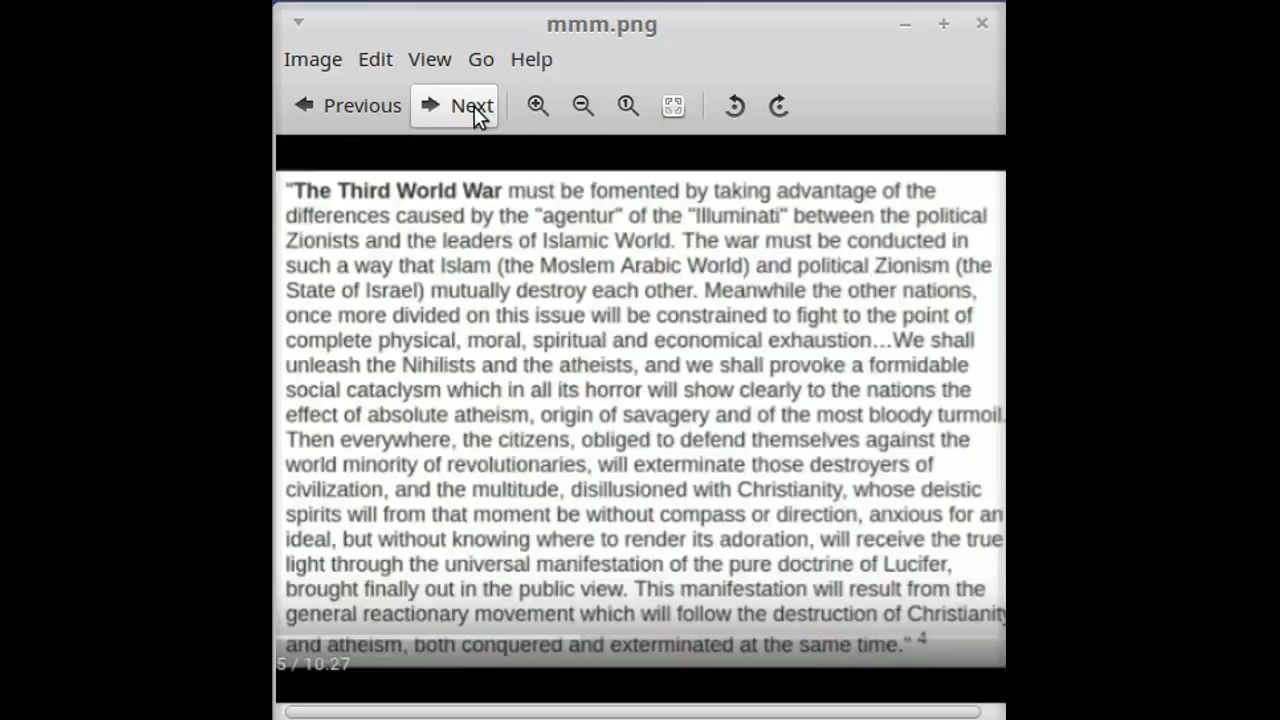 mmm.png
Image Edit View Go Help
Previous Next
"The Third World War must be fomented by taking advantage of the
differences caused by the "agentur" of the "Illuminati" between the political
Zionists and the leaders of Islamic World. The war must be conducted in
such a way that Islam (the Moslem Arabic World) and political Zionism (the
State of Israel) mutually destroy each other. Meanwhile the other nations,
once more divided on this issue will be constrained to fight to the point of
complete physical, moral, spiritual and economical exhaustion…We shall
unleash the Nihilists and the atheists, and we shall provoke a formidable
social cataclysm which in all its horror will show clearly to the nations the
effect of absolute atheism, origin of savagery and of the most bloody turmoil.
Then everywhere, the citizens, obliged to defend themselves against the
world minority of revolutionaries, will exterminate those destroyers of
civilization, and the multitude, disillusioned with Christianity, whose deistic
spirits will from that moment be without compass or direction, anxious for an
ideal, but without knowing where to render its adoration, will receive the true
light through the universal manifestation of the pure doctrine of Lucifer,
brought finally out in the public view. This manifestation will result from the
general reactionary movement which will follow the destruction of Christianity
and atheism, both conquered and exterminated at the same time." 4
5 / 10:27